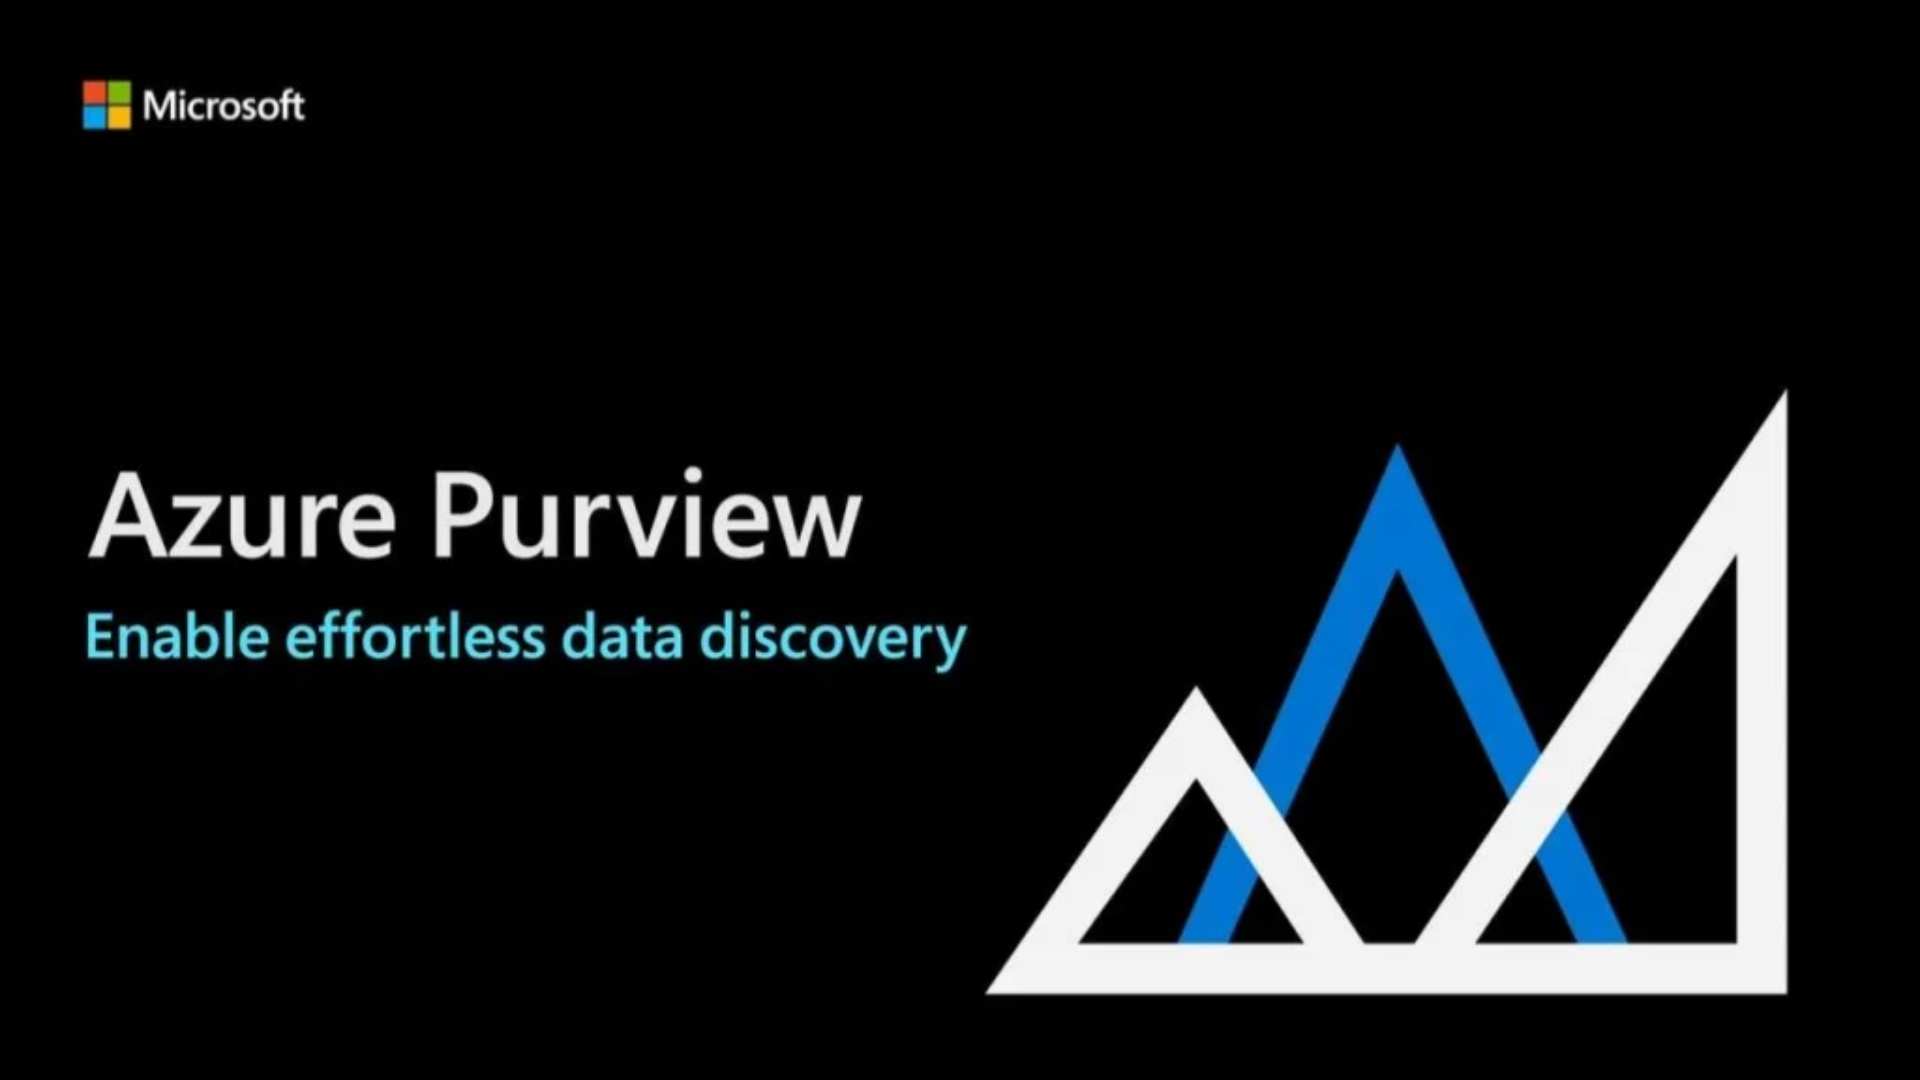 Microsoft
Azure Purview
Enable effortless data discovery